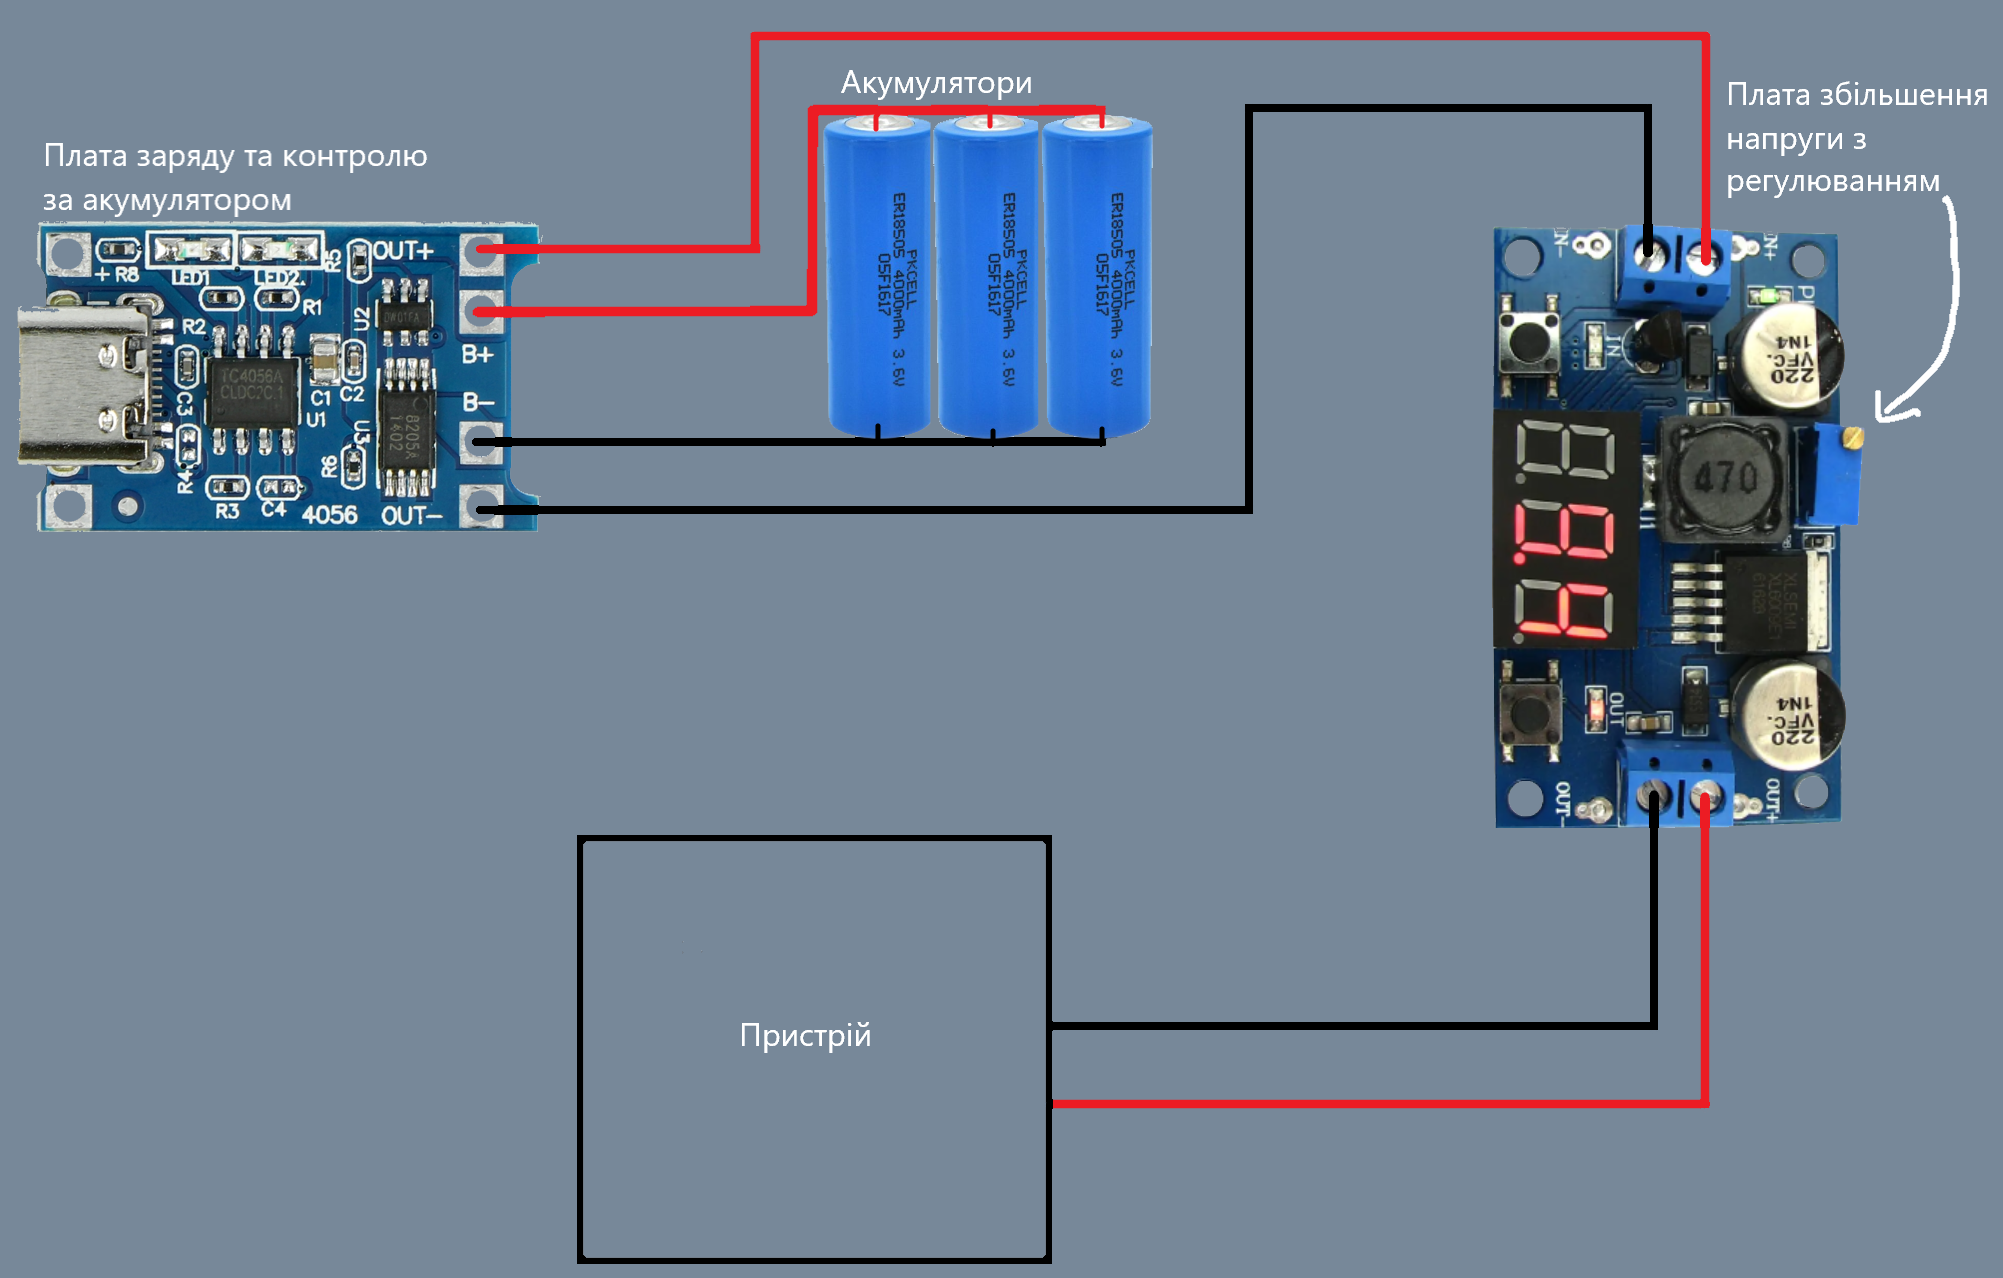 Акумулятори
Плата збільшення
напруги з
регулюванням
Плата заряду та контролю
за акумулятором
+
R8
LED1
LED2
R5
OUT+
R2
R1
U2
B+
TC4056A
C1
C2
U1
C3
B-
U3
8205A
1402
R4
R6
R3
C4
4056
OUT-
ER18505 4000mAh 3.6V
PKCELL
05F1617
ER18505 4000mAh 3.6V
PKCELL
05F1617
ER18505 4000mAh 3.6V
PKCELL
05F1617
IN-
IN+
IN
220
VFC.
1N4
470
XLSEMI
OUT
220
VFC.
1N4
OUT-
OUT+
Пристрій